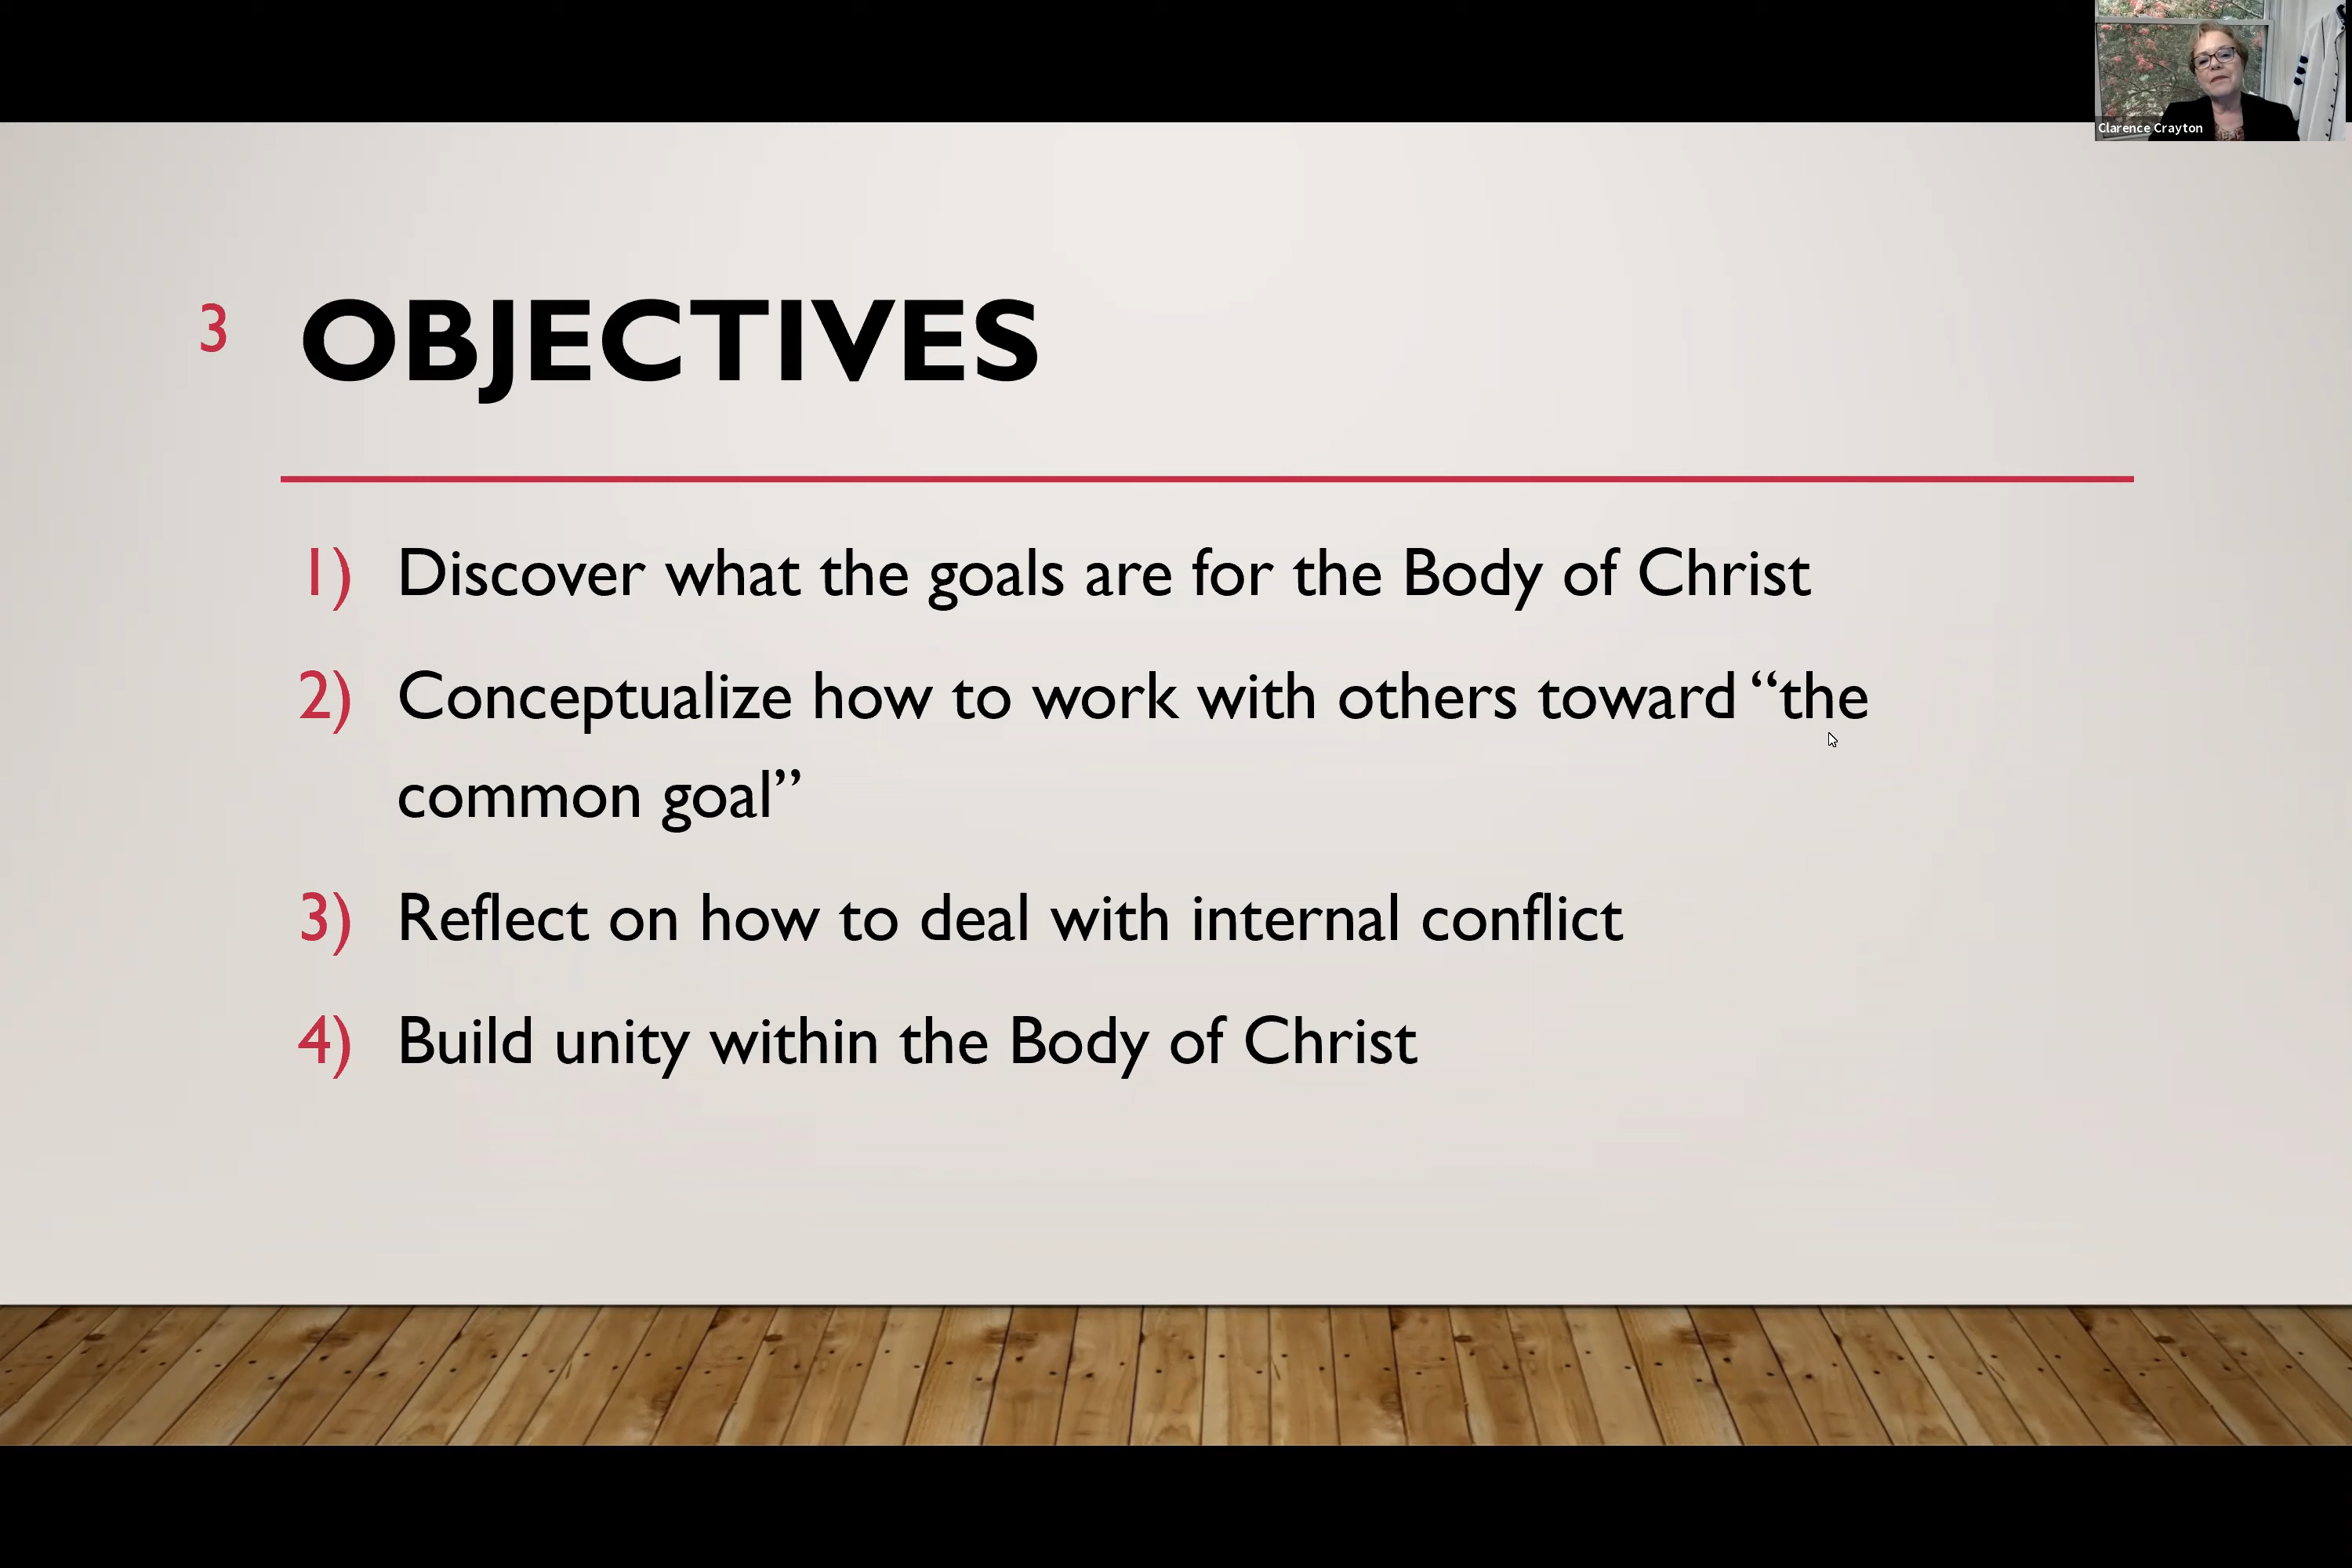 Clarence Crayton
3 OBJECTIVES
1) Discover what the goals are for the Body of Christ
2) Conceptualize how to work with others toward “the
common goal”
3) Reflect on how to deal with internal conflict
4) Build unity within the Body of Christ